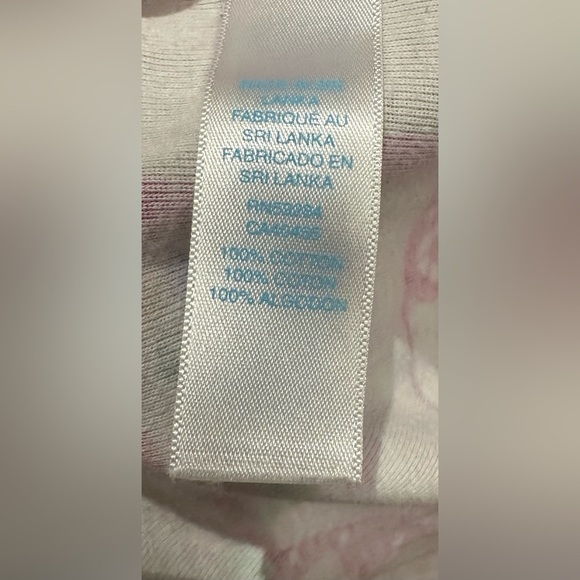 LANKA
FABRIQUE AU
SRI LANKA
FABRICADO EN
SRI LANKA
100% COTTON
100% COTON
100% ALGODON